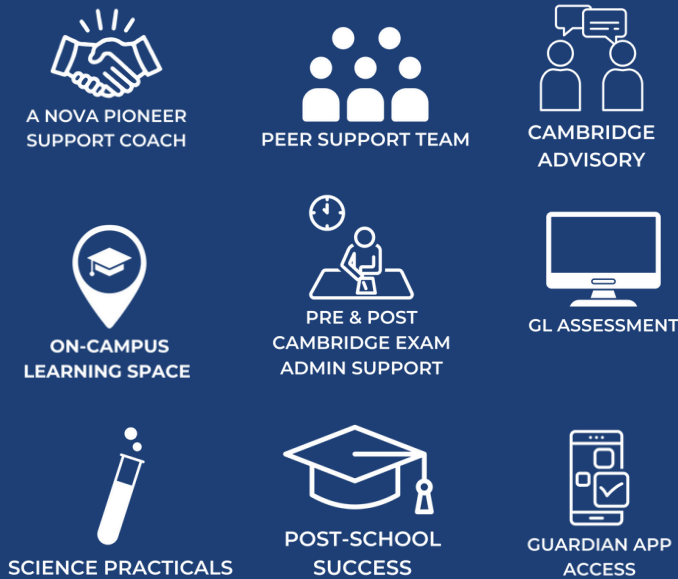 A NOVA PIONEER
SUPPORT COACH
PEER SUPPORT TEAM
CAMBRIDGE
ADVISORY
ON-CAMPUS
LEARNING SPACE
PRE & POST
CAMBRIDGE EXAM
ADMIN SUPPORT
GL ASSESSMENT
SCIENCE PRACTICALS
POST-SCHOOL
SUCCESS
GUARDIAN APP
ACCESS